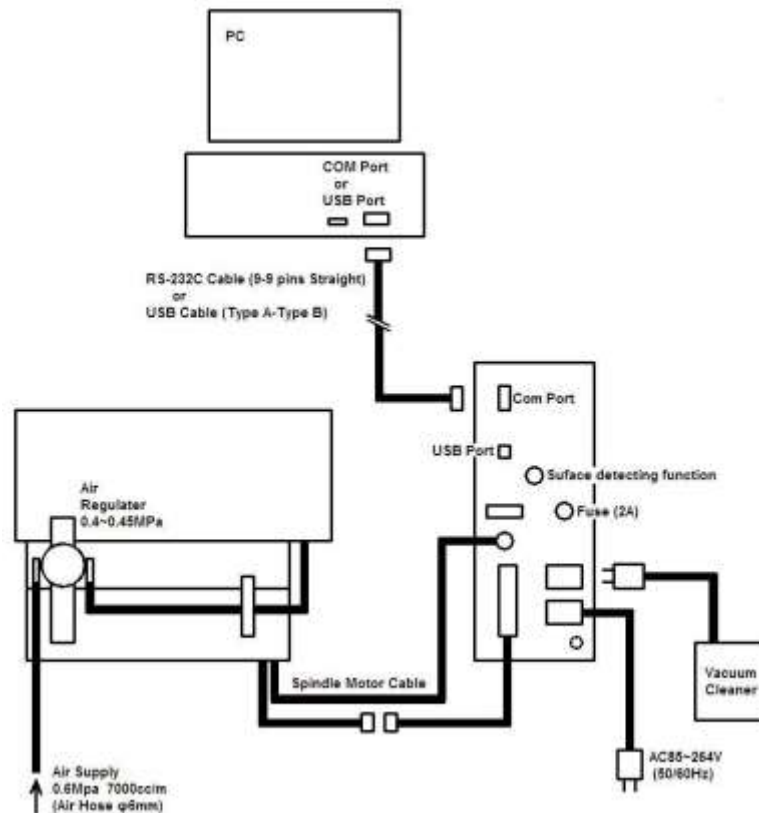 PC
COM Port
or
USB Port
RS-232C Cable (9-9 pins Straight)
or
USB Cable (Type A-Type B)
Com Port
USB Port
Suface detecting function
Fuse (2A)
Air
Regulater
0.4~0.45MPa
Spindle Motor Cable
Vacuum
Cleaner
AC85~264V
(50/60Hz)
Air Supply
0.6Mpa 7000cc/m
(Air Hose φ6mm)